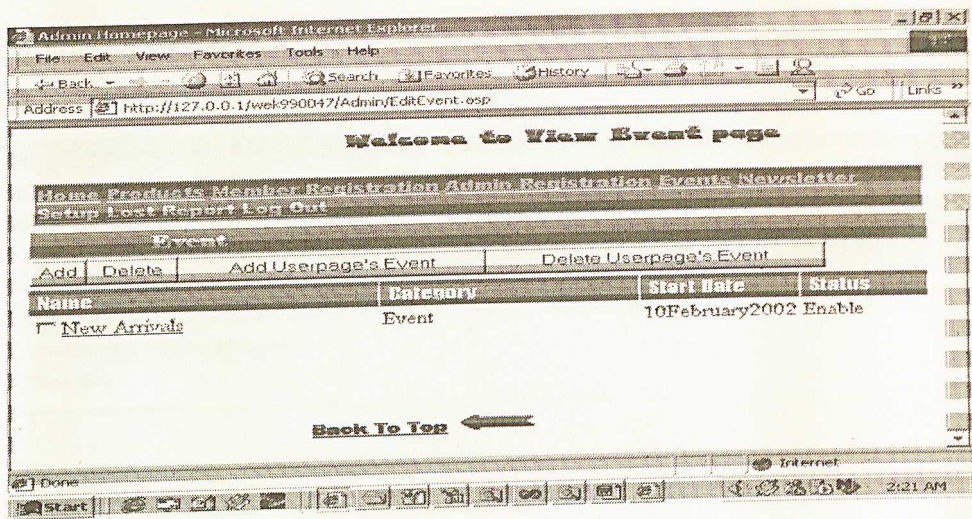 Admin Homepage - Microsoft Internet Explorer
File Edit View Favorites Tools Help
Back Search Favorites History
Address http://127.0.0.1/wek990047/Admin/EditEvent.asp Go Links »
Welcome to View Event page
Home Products Member Registration Admin Registration Events Newsletter
Setup Lost Report Log Out
Event
Add Delete Add Userpage's Event Delete Userpage's Event
Name Category Start Date Status
New Arrivals Event 10February2002 Enable
Back To Top
Done Internet
Start 2:21 AM